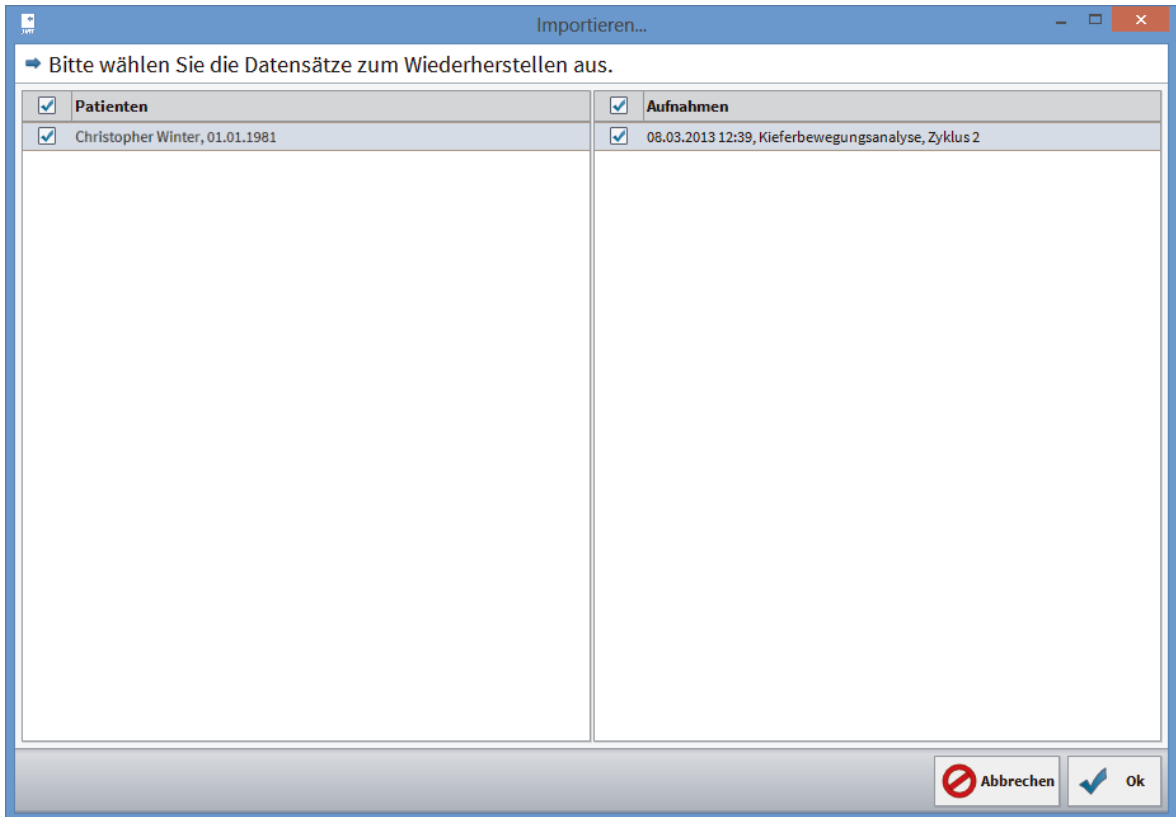 Importieren...
Bitte wählen Sie die Datensätze zum Wiederherstellen aus.
Patienten
Christopher Winter, 01.01.1981
Aufnahmen
08.03.2013 12:39, Kieferbewegungsanalyse, Zyklus 2
Abbrechen
Ok